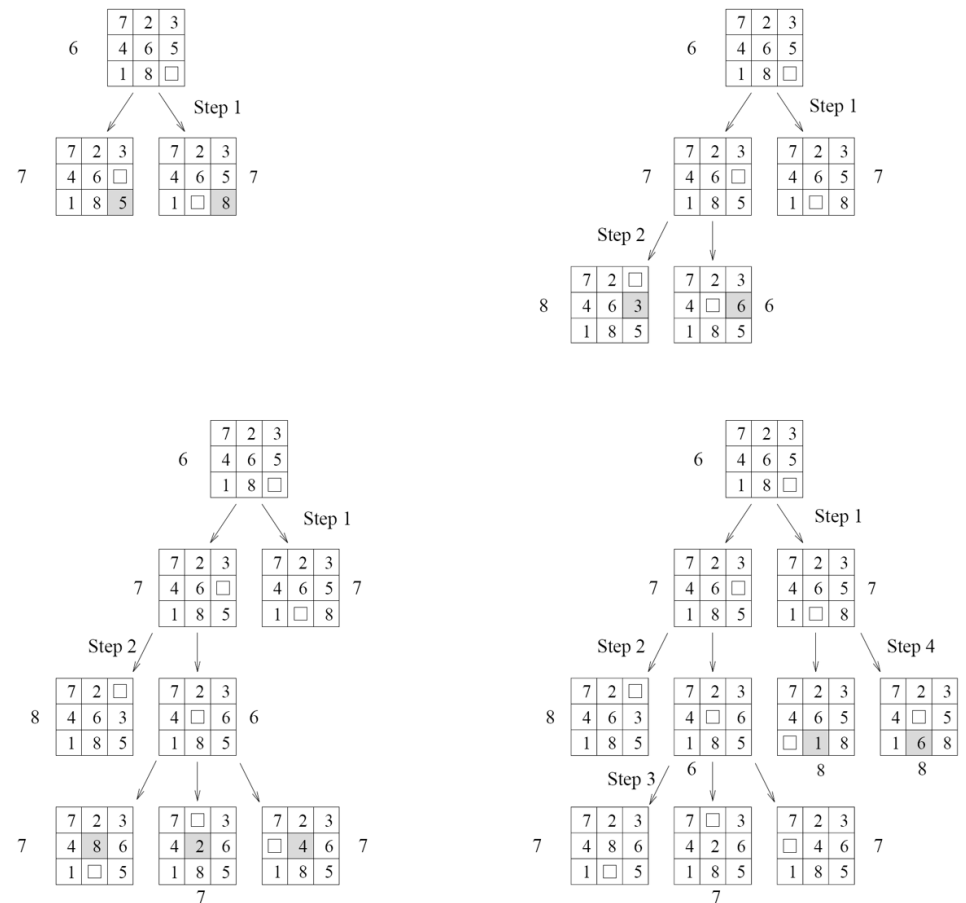 7 2 3
6 4 6 5
1 8
Step 1
7 2 3 7 2 3
7 4 6 4 6 5 7
1 8 5 1 8
7 2 3
6 4 6 5
1 8
Step 1
7 2 3 7 2 3
7 4 6 4 6 5 7
1 8 5 1 8
Step 2
7 2 7 2 3
8 4 6 3 4 6 6
1 8 5 1 8 5
7 2 3
6 4 6 5
1 8
Step 1
7 2 3 7 2 3
7 4 6 4 6 5 7
1 8 5 1 8
Step 2
7 2 7 2 3
8 4 6 3 4 6 6
1 8 5 1 8 5
7 2 3 7 3 7 2 3
7 4 8 6 4 2 6 4 6 7
1 5 1 8 5 1 8 5
7
7 2 3
6 4 6 5
1 8
Step 1
7 2 3 7 2 3
7 4 6 4 6 5 7
1 8 5 1 8
Step 2 Step 4
7 2 7 2 3 7 2 3 7 2 3
8 4 6 3 4 6 4 6 5 4 5
1 8 5 1 8 5 1 8 1 6 8
Step 3 6 8 8
7 2 3 7 3 7 2 3
7 4 8 6 4 2 6 4 6 7
1 5 1 8 5 1 8 5
7